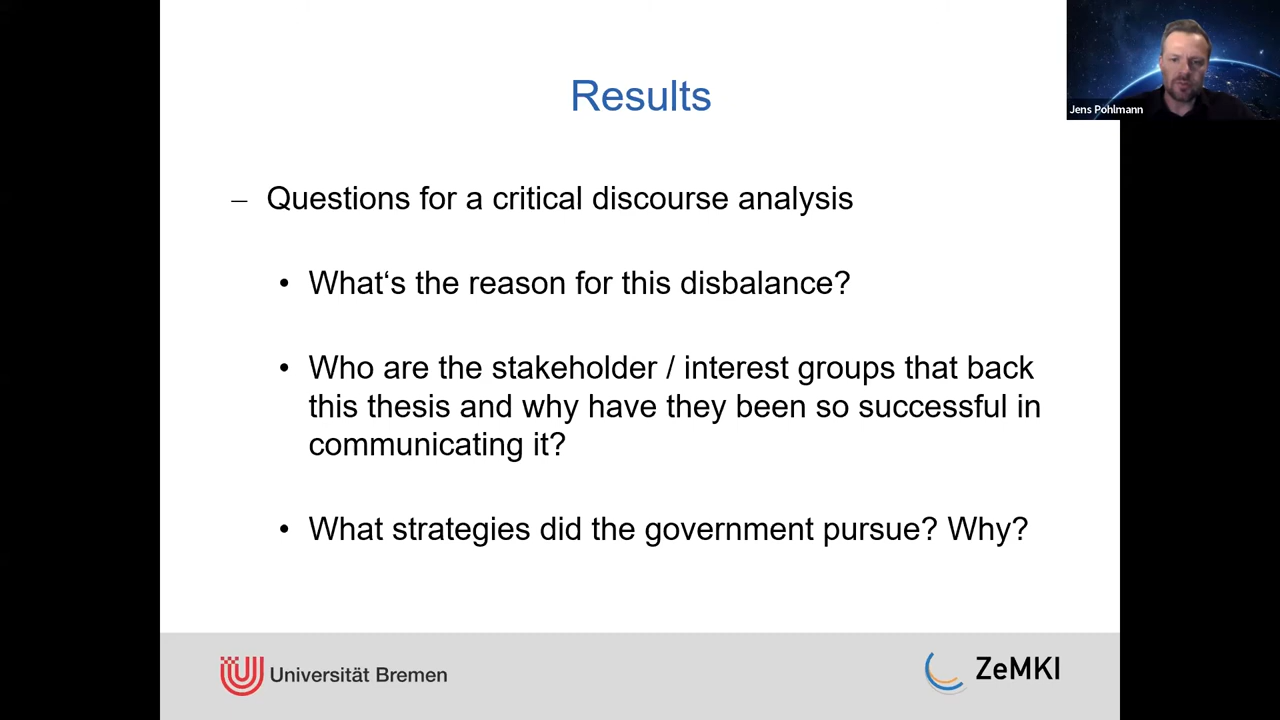 Results
Jens Pohlmann
– Questions for a critical discourse analysis
• What‘s the reason for this disbalance?
• Who are the stakeholder / interest groups that back
this thesis and why have they been so successful in
communicating it?
• What strategies did the government pursue? Why?
Universität Bremen
ZeMKI